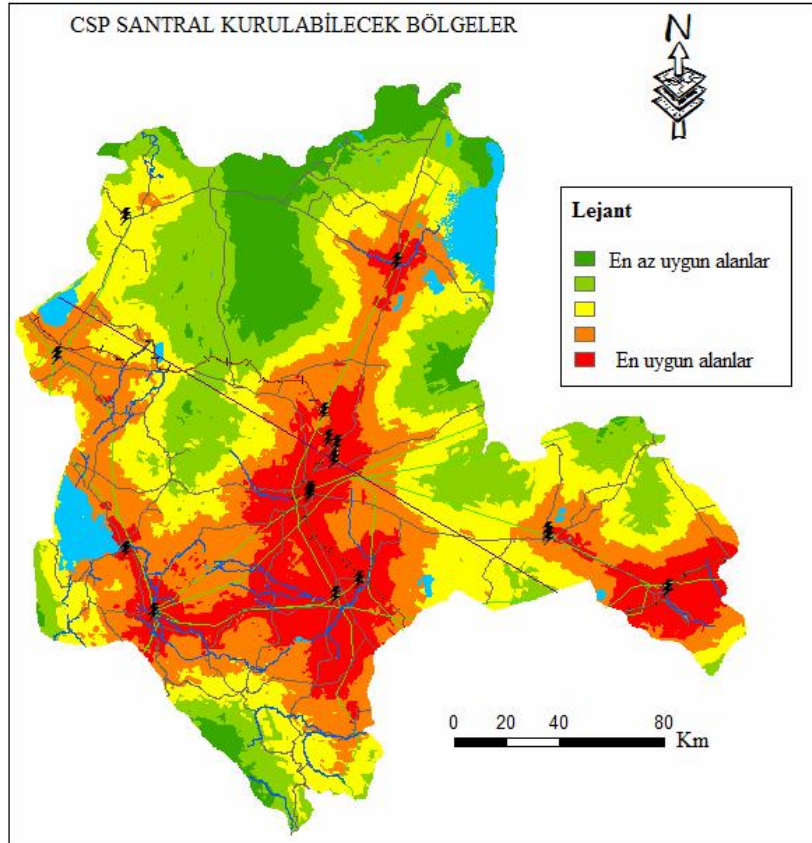 CSP SANTRAL KURULABİLECEK BÖLGELER
N
Lejant
En az uygun alanlar
En uygun alanlar
0 20 40 80
Km